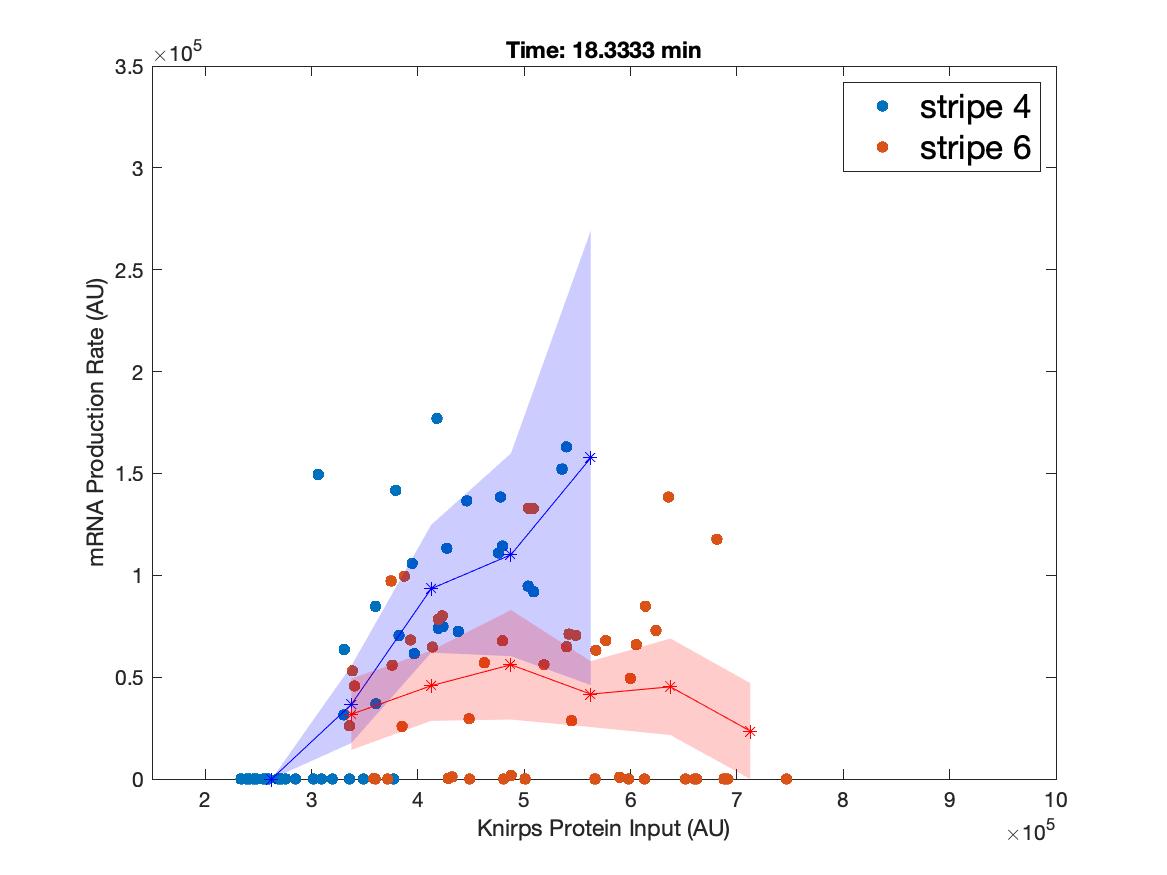 Time: 18.3333 min
×10^5
3.5
3
2.5
2
1.5
1
0.5
0
mRNA Production Rate (AU)
stripe 4
stripe 6
2 3 4 5 6 7 8 9 10
Knirps Protein Input (AU)
×10^5